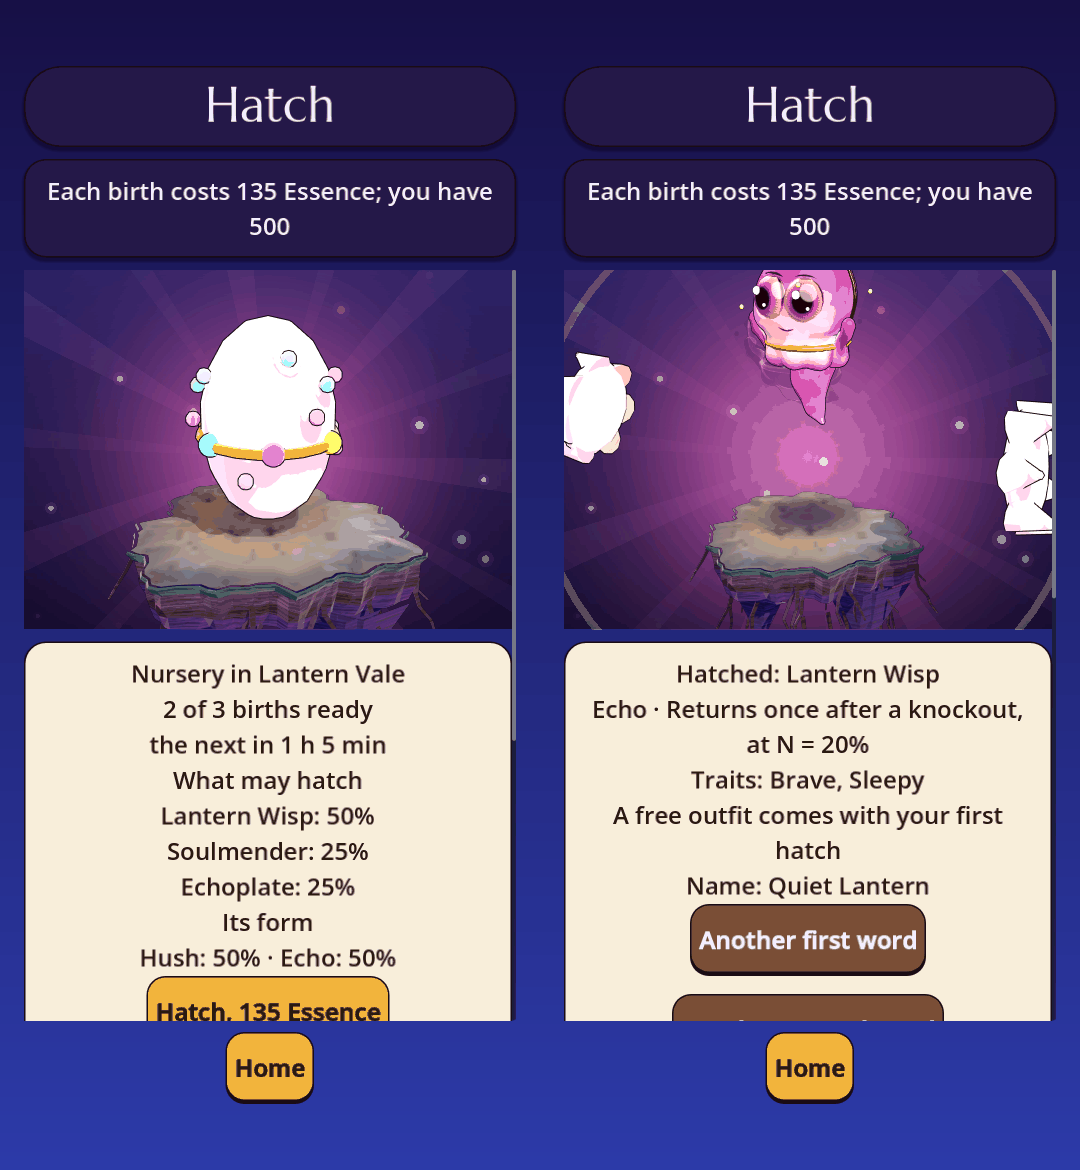 Hatch
Each birth costs 135 Essence; you have
500
Nursery in Lantern Vale
2 of 3 births ready
the next in 1 h 5 min
What may hatch
Lantern Wisp: 50%
Soulmender: 25%
Echoplate: 25%
Its form
Hush: 50% · Echo: 50%
Hatch, 135 Essence
Home
Hatch
Each birth costs 135 Essence; you have
500
Hatched: Lantern Wisp
Echo · Returns once after a knockout,
at N = 20%
Traits: Brave, Sleepy
A free outfit comes with your first
hatch
Name: Quiet Lantern
Another first word
Home